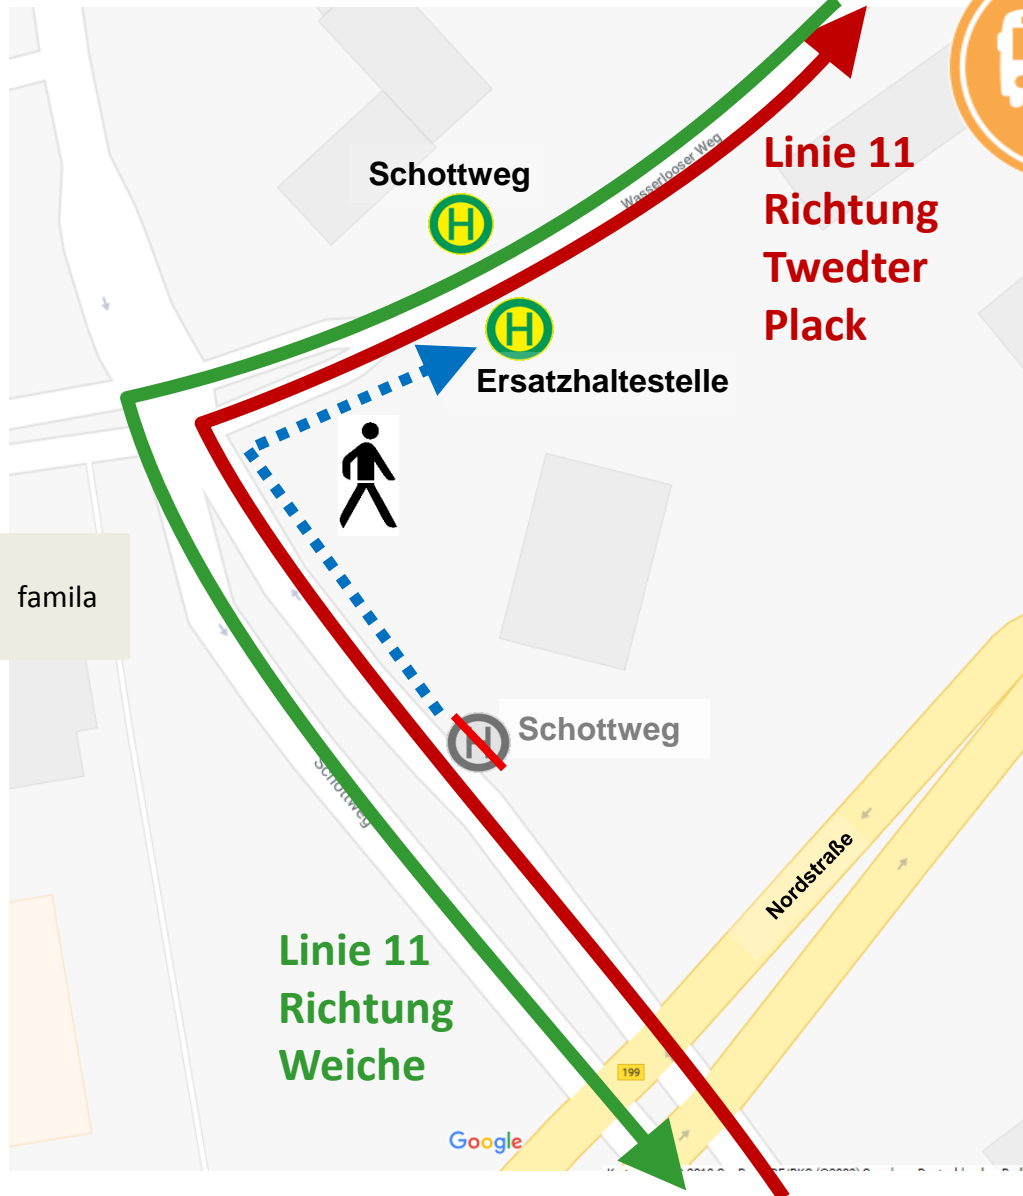 Schottweg
H
Wasserlooser Weg
Linie 11
Richtung
Twedter
Plack
H
Ersatzhaltestelle
famila
H
Schottweg
Schottweg
Nordstraße
Linie 11
Richtung
Weiche
199
Google